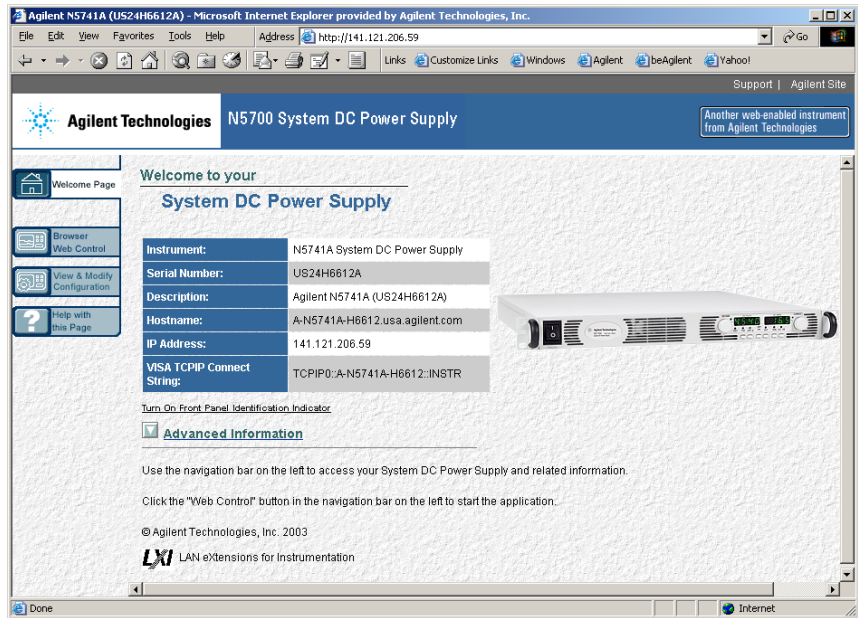 Agilent N5741A (US24H6612A) - Microsoft Internet Explorer provided by Agilent Technologies, Inc.
File Edit View Favorites Tools Help Address http://141.121.206.59 Go
Links Customize Links Windows Agilent beAgilent Yahoo!
Support | Agilent Site
Agilent Technologies N5700 System DC Power Supply
Another web-enabled instrument
from Agilent Technologies
Welcome Page
Browser
Web Control
View & Modify
Configuration
Help with
this Page
Welcome to your
System DC Power Supply
Instrument: N5741A System DC Power Supply
Serial Number: US24H6612A
Description: Agilent N5741A (US24H6612A)
Hostname: A-N5741A-H6612.usa.agilent.com
IP Address: 141.121.206.59
VISA TCPIP Connect
String: TCPIP0::A-N5741A-H6612::INSTR
Turn On Front Panel Identification Indicator
Advanced Information
Use the navigation bar on the left to access your System DC Power Supply and related information.
Click the "Web Control" button in the navigation bar on the left to start the application.
© Agilent Technologies, Inc. 2003
LXI LAN eXtensions for Instrumentation
Done Internet